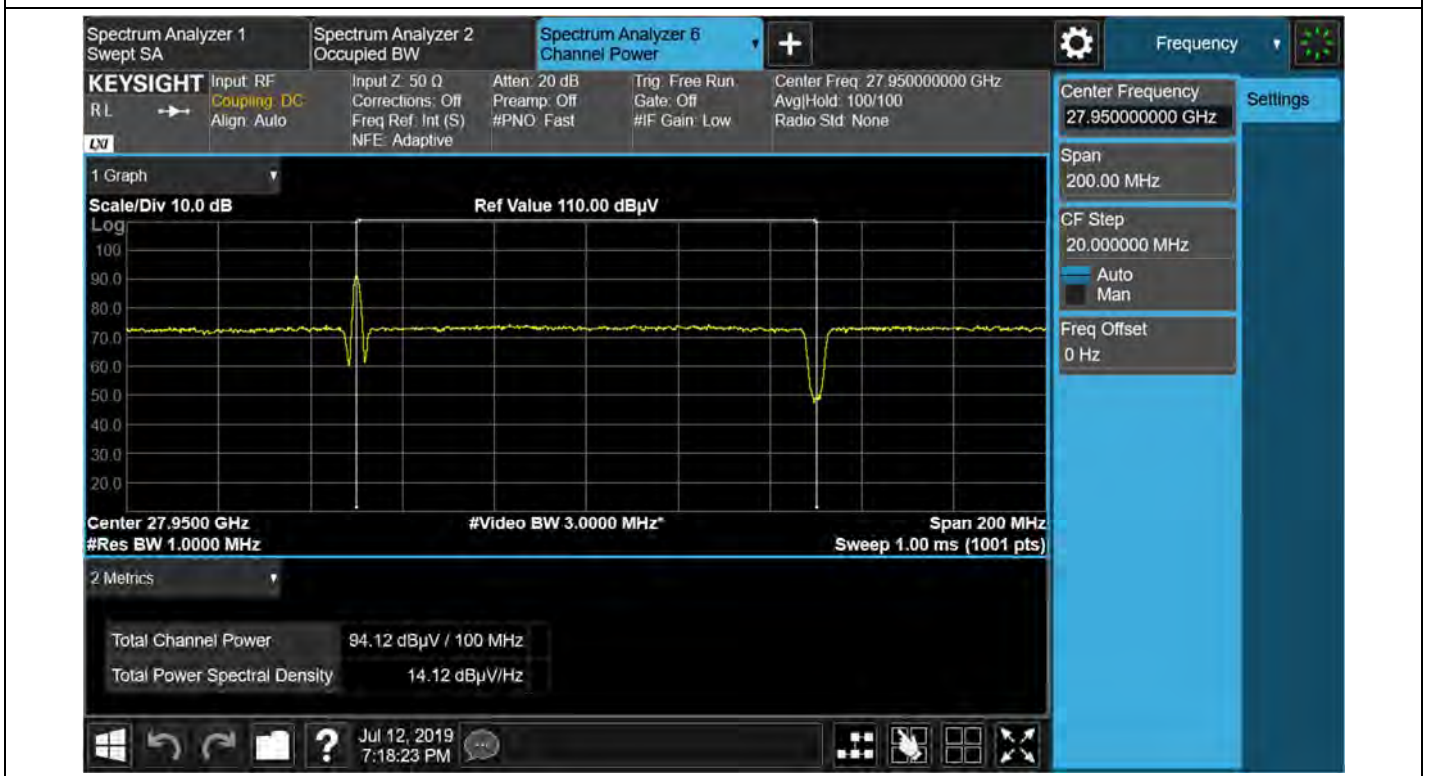 Spectrum Analyzer 1
Swept SA
Spectrum Analyzer 2
Occupied BW
Spectrum Analyzer 6
Channel Power
Frequency
KEYSIGHT
R L
LXI
Input: RF
Coupling: DC
Align: Auto
Input Z: 50 Ω
Corrections: Off
Freq Ref: Int (S)
NFE: Adaptive
Atten: 20 dB
Preamp: Off
#PNO: Fast
Trig: Free Run
Gate: Off
#IF Gain: Low
Center Freq: 27.950000000 GHz
Avg|Hold: 100/100
Radio Std: None
1 Graph
Scale/Div 10.0 dB
Ref Value 110.00 dBµV
Log
100
90.0
80.0
70.0
60.0
50.0
40.0
30.0
20.0
Center 27.9500 GHz
#Video BW 3.0000 MHz*
Span 200 MHz
#Res BW 1.0000 MHz
Sweep 1.00 ms (1001 pts)
2 Metrics
Total Channel Power
94.12 dBµV / 100 MHz
Total Power Spectral Density
14.12 dBµV/Hz
Center Frequency
27.950000000 GHz
Settings
Span
200.00 MHz
CF Step
20.000000 MHz
Auto
Man
Freq Offset
0 Hz
?
Jul 12, 2019
7:18:23 PM